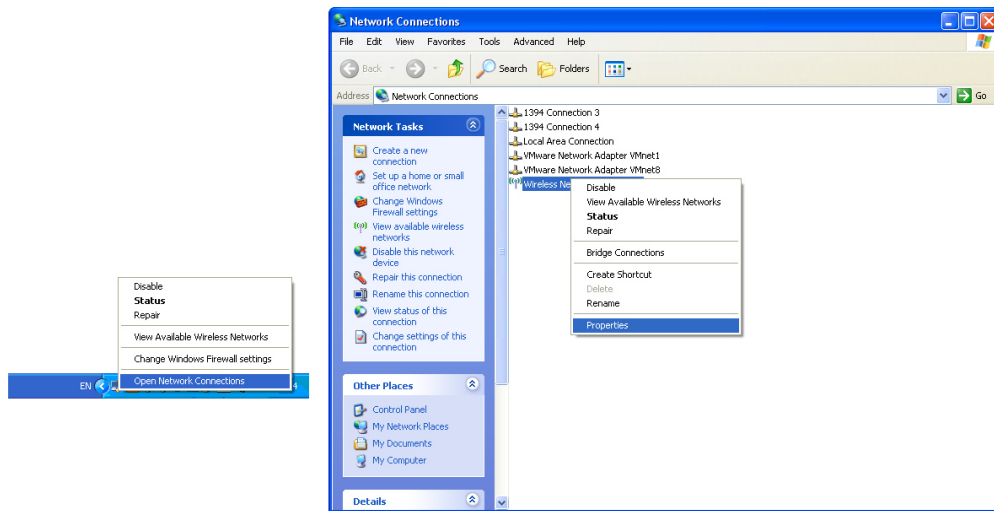 Disable
Status
Repair
View Available Wireless Networks
Change Windows Firewall settings
Open Network Connections
EN
4
Network Connections
File Edit View Favorites Tools Advanced Help
Back Search Folders
Address Network Connections Go
Network Tasks
Create a new
connection
Set up a home or small
office network
Change Windows
Firewall settings
View available wireless
networks
Disable this network
device
Repair this connection
Rename this connection
View status of this
connection
Change settings of this
connection
Other Places
Control Panel
My Network Places
My Documents
My Computer
Details
1394 Connection 3
1394 Connection 4
Local Area Connection
VMware Network Adapter VMnet1
VMware Network Adapter VMnet8
Wireless Ne
Disable
View Available Wireless Networks
Status
Repair
Bridge Connections
Create Shortcut
Delete
Rename
Properties